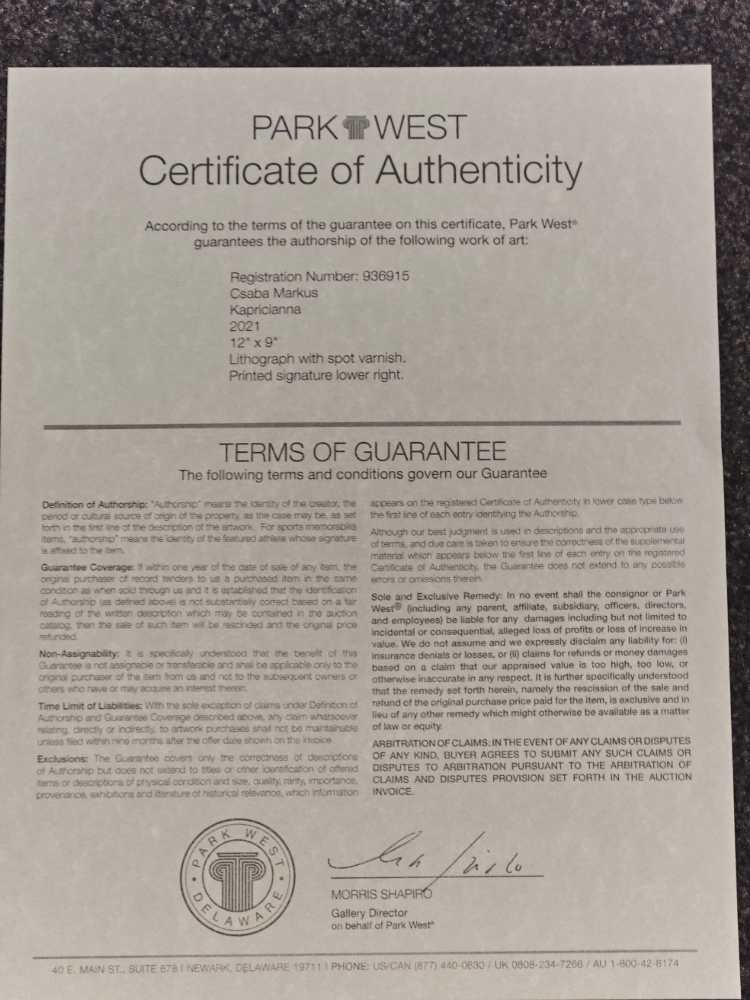 PARK WEST
Certificate of Authenticity
According to the terms of the guarantee on this certificate, Park West®
guarantees the authorship of the following work of art:
Registration Number: 936915
Csaba Markus
Kapricianna
2021
12" x 9"
Lithograph with spot varnish.
Printed signature lower right.
TERMS OF GUARANTEE
The following terms and conditions govern our Guarantee
Definition of Authorship: "Authorship" means the identity of the creator, the
period or cultural source of origin of the property, as the case may be, as set
forth in the first line of the description of the artwork. For sports memorabilia
items, "authorship" means the identity of the featured athlete whose signature
is affixed to the item.
Guarantee Coverage: If within one year of the date of sale of any item, the
original purchaser of record tenders to us a purchased item in the same
condition as when sold through us and it is established that the identification
of Authorship (as defined above) is not substantially correct based on a fair
reading of the written description which may be contained in the auction
catalog, then the sale of such item will be rescinded and the original price
refunded.
Non-Assignability: It is specifically understood that the benefit of this
Guarantee is not assignable or transferable and shall be applicable only to the
original purchaser of the item from us and not to the subsequent owners or
others who have or may acquire an interest therein.
Time Limit of Liabilities: With the sole exception of claims under Definition of
Authorship and Guarantee Coverage described above, any claim whatsoever
relating, directly or indirectly, to artwork purchases shall not be maintainable
unless filed within nine months after the offer date shown on the invoice.
Exclusions: The Guarantee covers only the correctness of descriptions
of Authorship but does not extend to titles or other identification of offered
items or descriptions of physical condition and size, quality, rarity, importance,
provenance, exhibitions and literature of historical relevance, which information
appears on the registered Certificate of Authenticity in lower case type below
the first line of each entry identifying the Authorship.
Although our best judgment is used in descriptions and the appropriate use
of terms, and due care is taken to ensure the correctness of the supplemental
material which appears below the first line of each entry on the registered
Certificate of Authenticity, the Guarantee does not extend to any possible
errors or omissions therein.
Sole and Exclusive Remedy: In no event shall the consignor or Park
West® (including any parent, affiliate, subsidiary, officers, directors,
and employees) be liable for any damages including but not limited to
incidental or consequential, alleged loss of profits or loss of increase in
value. We do not assume and we expressly disclaim any liability for: (i)
insurance denials or losses, or (ii) claims for refunds or money damages
based on a claim that our appraised value is too high, too low, or
otherwise inaccurate in any respect. It is further specifically understood
that the remedy set forth herein, namely the rescission of the sale and
refund of the original purchase price paid for the item, is exclusive and in
lieu of any other remedy which might otherwise be available as a matter
of law or equity.
ARBITRATION OF CLAIMS: IN THE EVENT OF ANY CLAIMS OR DISPUTES
OF ANY KIND, BUYER AGREES TO SUBMIT ANY SUCH CLAIMS OR
DISPUTES TO ARBITRATION PURSUANT TO THE ARBITRATION OF
CLAIMS AND DISPUTES PROVISION SET FORTH IN THE AUCTION
INVOICE.
PARK WEST
DELAWARE
MORRIS SHAPIRO
Gallery Director
on behalf of Park West®
40 E. MAIN ST., SUITE 678 | NEWARK, DELAWARE 19711 | PHONE: US/CAN (877) 440-0630 / UK 0808-234-7266 / AU 1-800-42-8174